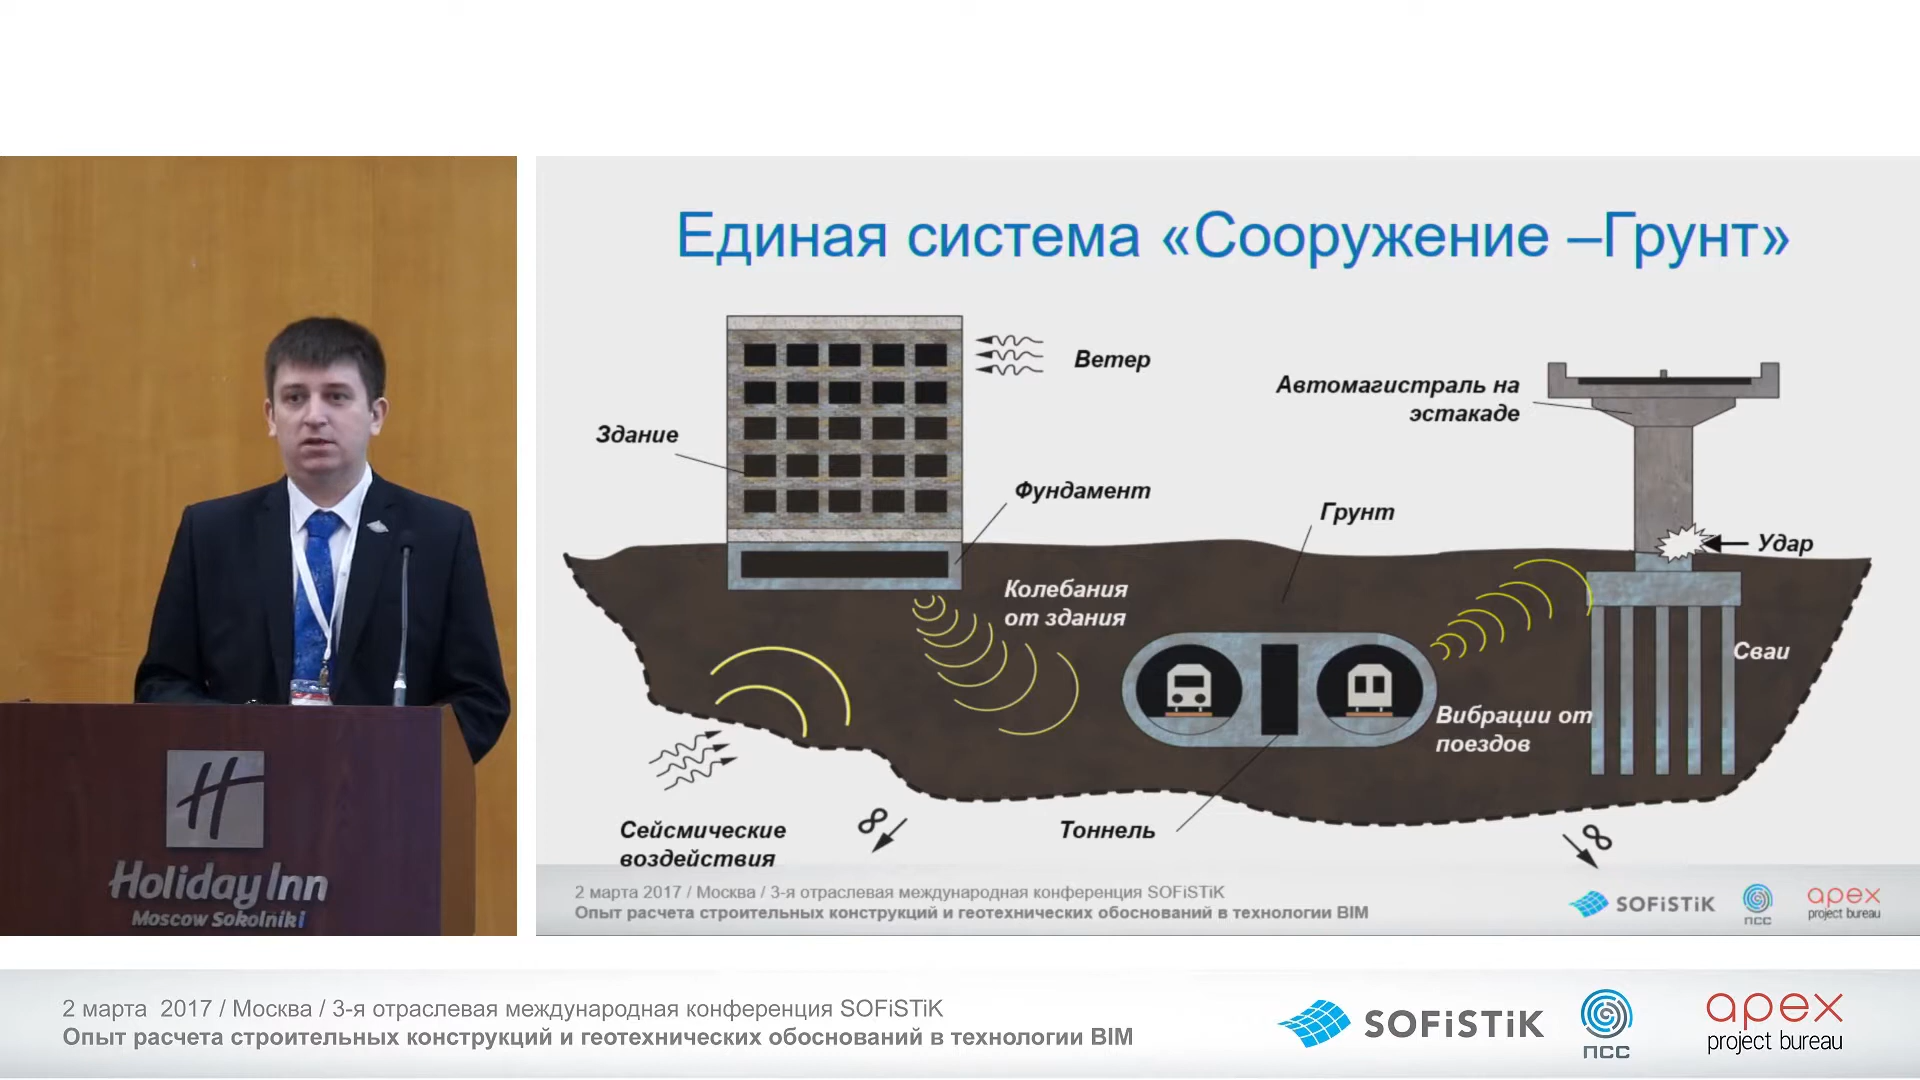 Единая система «Сооружение –Грунт»
Ветер
Автомагистраль на
эстакаде
Здание
Фундамент
Грунт
Удар
Колебания
от здания
Сваи
Вибрации от
поездов
Сейсмические
воздействия
∞
Тоннель
∞
2 марта 2017 / Москва / 3-я отраслевая международная конференция SOFiSTiK
Опыт расчета строительных конструкций и геотехнических обоснований в технологии BIM
SOFiSTiK
ПСС
apex
project bureau
H
Holiday Inn
Moscow Sokolniki
2 марта 2017 / Москва / 3-я отраслевая международная конференция SOFiSTiK
Опыт расчета строительных конструкций и геотехнических обоснований в технологии BIM
SOFiSTiK
ПСС
apex
project bureau